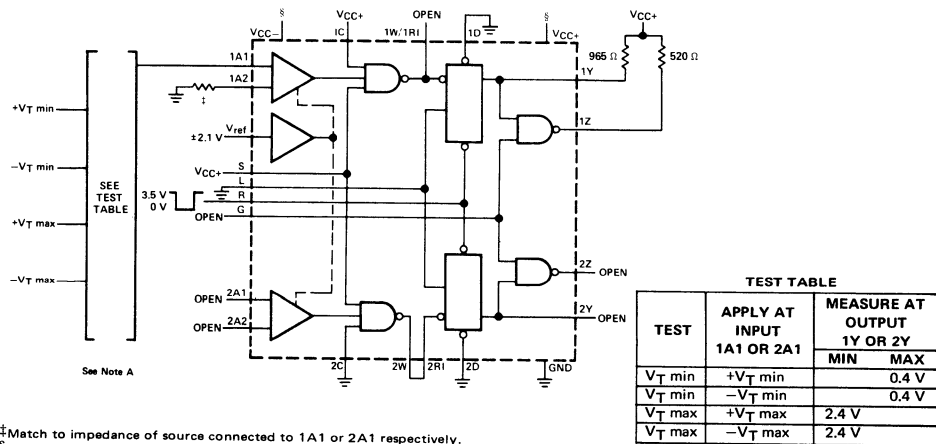 §
VCC−
VCC+
1C
OPEN
1W/1RI
1D
§
VCC+
VCC+
965 Ω
520 Ω
1A1
1A2
‡
1Y
1Z
+VT min
−VT min
+VT max
−VT max
SEE
TEST
TABLE
See Note A
Vref
±2.1 V
VCC+
S
L
R
G
3.5 V
0 V
OPEN
OPEN
2A1
OPEN
2A2
2Z
OPEN
2Y
OPEN
2C
2W
2RI
2D
GND
TEST TABLE
TEST
APPLY AT
INPUT
1A1 OR 2A1
MEASURE AT
OUTPUT
1Y OR 2Y
MIN MAX
VT min +VT min 0.4 V
VT min −VT min 0.4 V
VT max +VT max 2.4 V
VT max −VT max 2.4 V
‡Match to impedance of source connected to 1A1 or 2A1 respectively.